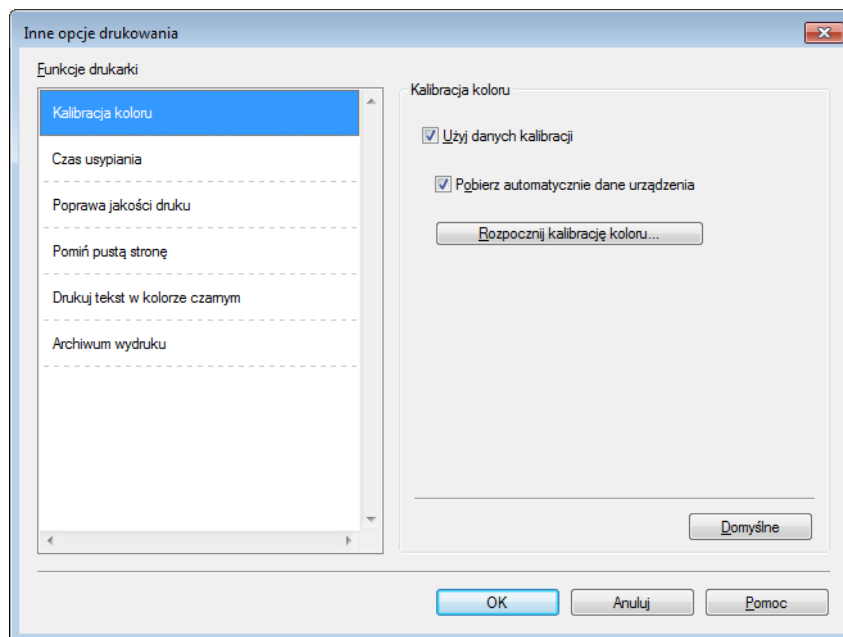 Inne opcje drukowania
Funkcje drukarki
Kalibracja koloru
Czas usypiania
Poprawa jakości druku
Pomiń pustą stronę
Drukuj tekst w kolorze czarnym
Archiwum wydruku
Kalibracja koloru
Użyj danych kalibracji
Pobierz automatycznie dane urządzenia
Rozpocznij kalibrację koloru...
Domyślne
OK Anuluj Pomoc